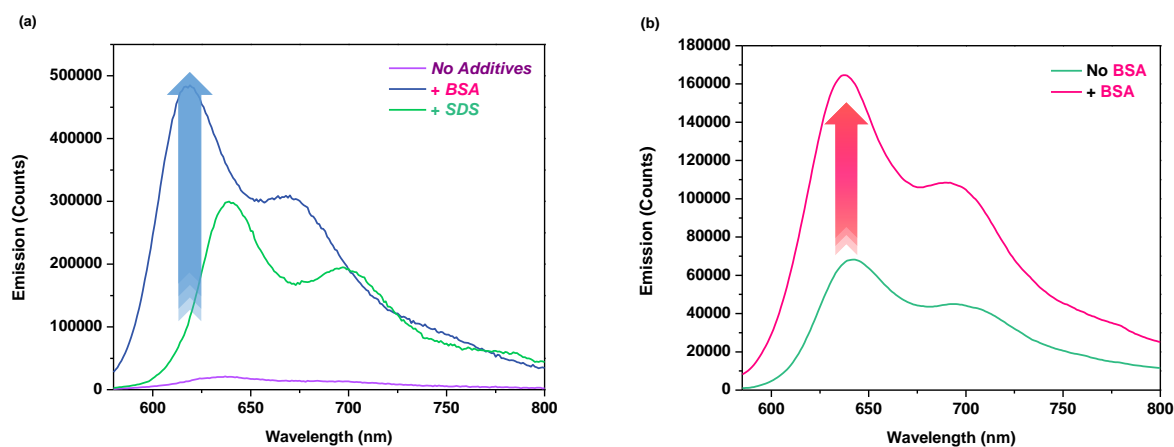 (a)
Emission (Counts)
500000
400000
300000
200000
100000
0
No Additives
+ BSA
+ SDS
600
650
700
750
800
Wavelength (nm)
(b)
Emission (Counts)
180000
160000
140000
120000
100000
80000
60000
40000
20000
0
No BSA
+ BSA
600
650
700
750
800
Wavelength (nm)